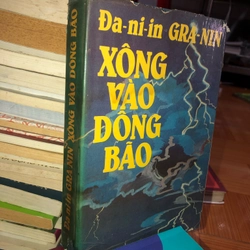 Đa-ni-in GRA-NIN
XÔNG
VÀO
DÔNG
BÃO
ĐA-NI-IN GRA-NIN XÔNG VÀO DÔNG BÃO